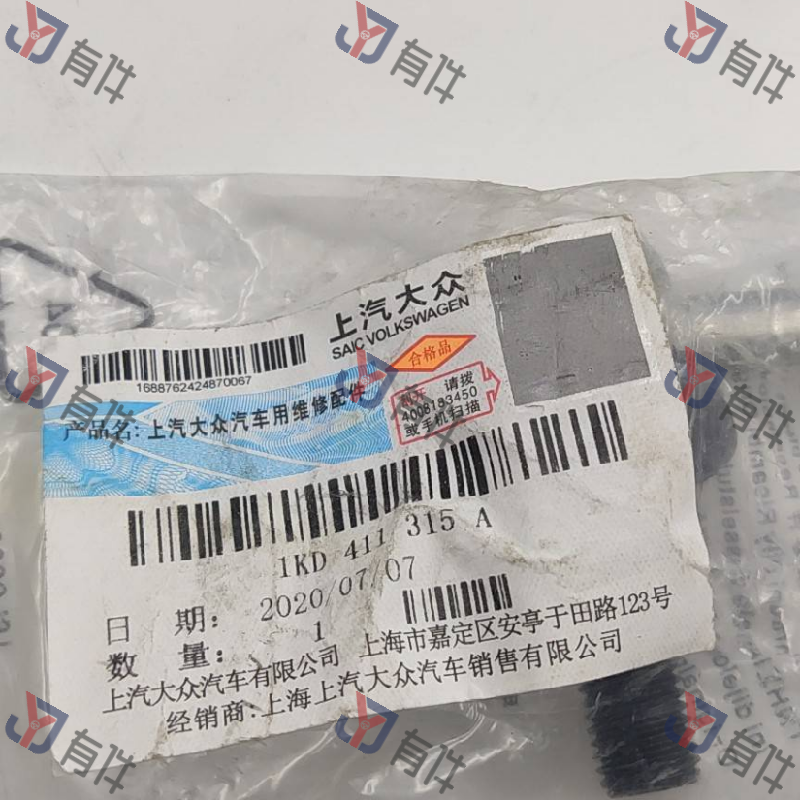 有件
有件
有件
上汽大众
SAIC VOLKSWAGEN
合格品
1688762424870067
产品名: 上汽大众汽车用维修配件
请拨
4008183450
或手机扫描
1KD 411 315 A
日 期: 2020/07/07
数 量: 1
上汽大众汽车有限公司 上海市嘉定区安亭于田路123号
经销商: 上海上汽大众汽车销售有限公司
有件
有件
有件
有件
有件
有件